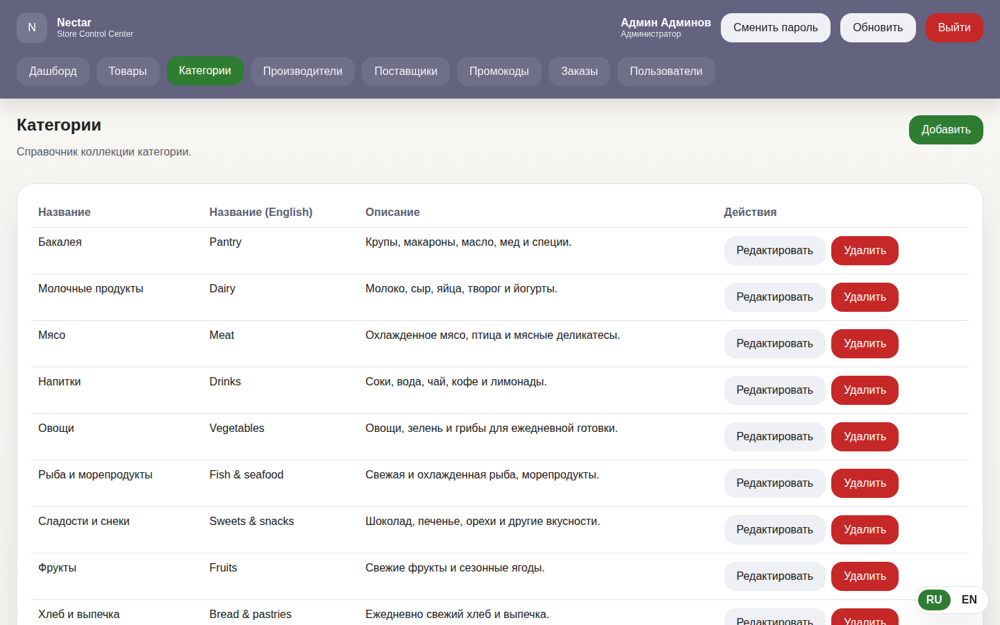 N
Nectar
Store Control Center
Админ Админов
Администратор
Сменить пароль
Обновить
Выйти
Дашборд
Товары
Категории
Производители
Поставщики
Промокоды
Заказы
Пользователи
Категории
Справочник коллекции категории.
Добавить
Название Название (English) Описание Действия
Бакалея Pantry Крупы, макароны, масло, мед и специи. Редактировать Удалить
Молочные продукты Dairy Молоко, сыр, яйца, творог и йогурты. Редактировать Удалить
Мясо Meat Охлажденное мясо, птица и мясные деликатесы. Редактировать Удалить
Напитки Drinks Соки, вода, чай, кофе и лимонады. Редактировать Удалить
Овощи Vegetables Овощи, зелень и грибы для ежедневной готовки. Редактировать Удалить
Рыба и морепродукты Fish & seafood Свежая и охлажденная рыба, морепродукты. Редактировать Удалить
Сладости и снеки Sweets & snacks Шоколад, печенье, орехи и другие вкусности. Редактировать Удалить
Фрукты Fruits Свежие фрукты и сезонные ягоды. Редактировать Удалить
Хлеб и выпечка Bread & pastries Ежедневно свежий хлеб и выпечка. Редактировать Удалить
RU EN